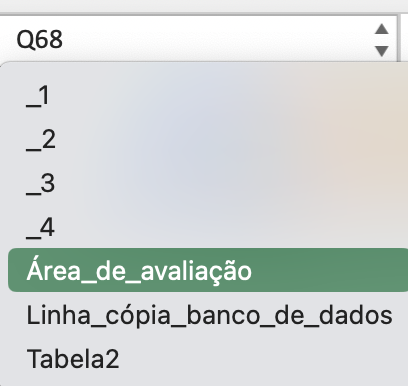 Q68
_1
_2
_3
_4
Área_de_avaliação
Linha_cópia_banco_de_dados
Tabela2